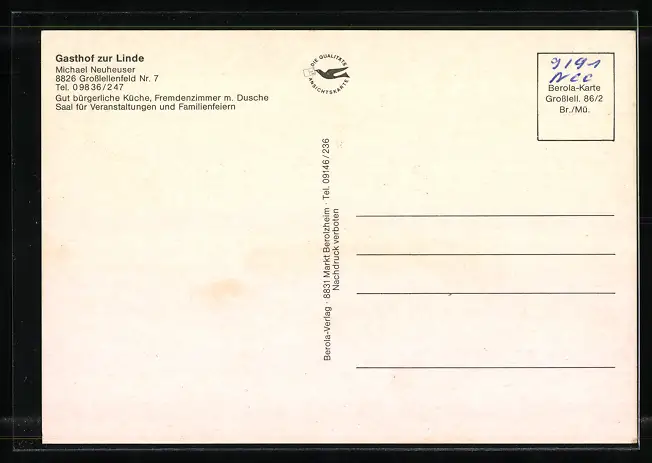 Gasthof zur Linde
Michael Neuheuser
8826 Großlellenfeld Nr. 7
Tel. 09836/247
Gut bürgerliche Küche, Fremdenzimmer m. Dusche
Saal für Veranstaltungen und Familienfeiern
DIE QUALITÄTS
ANSICHTSKARTE
Berola-Verlag · 8831 Markt Berolzheim · Tel. 09146/236
Nachdruck verboten
9191
Ncc
Berola-Karte
Großlell. 86/2
Br./Mü.